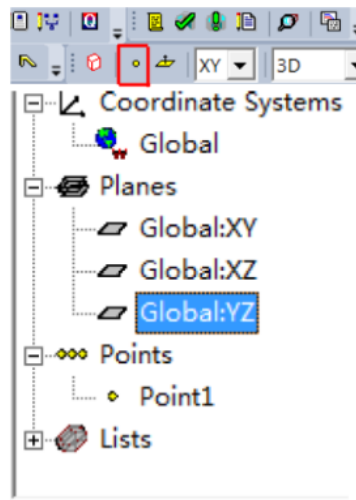 XY 3D
Coordinate Systems
Global
Planes
Global:XY
Global:XZ
Global:YZ
Points
Point1
Lists